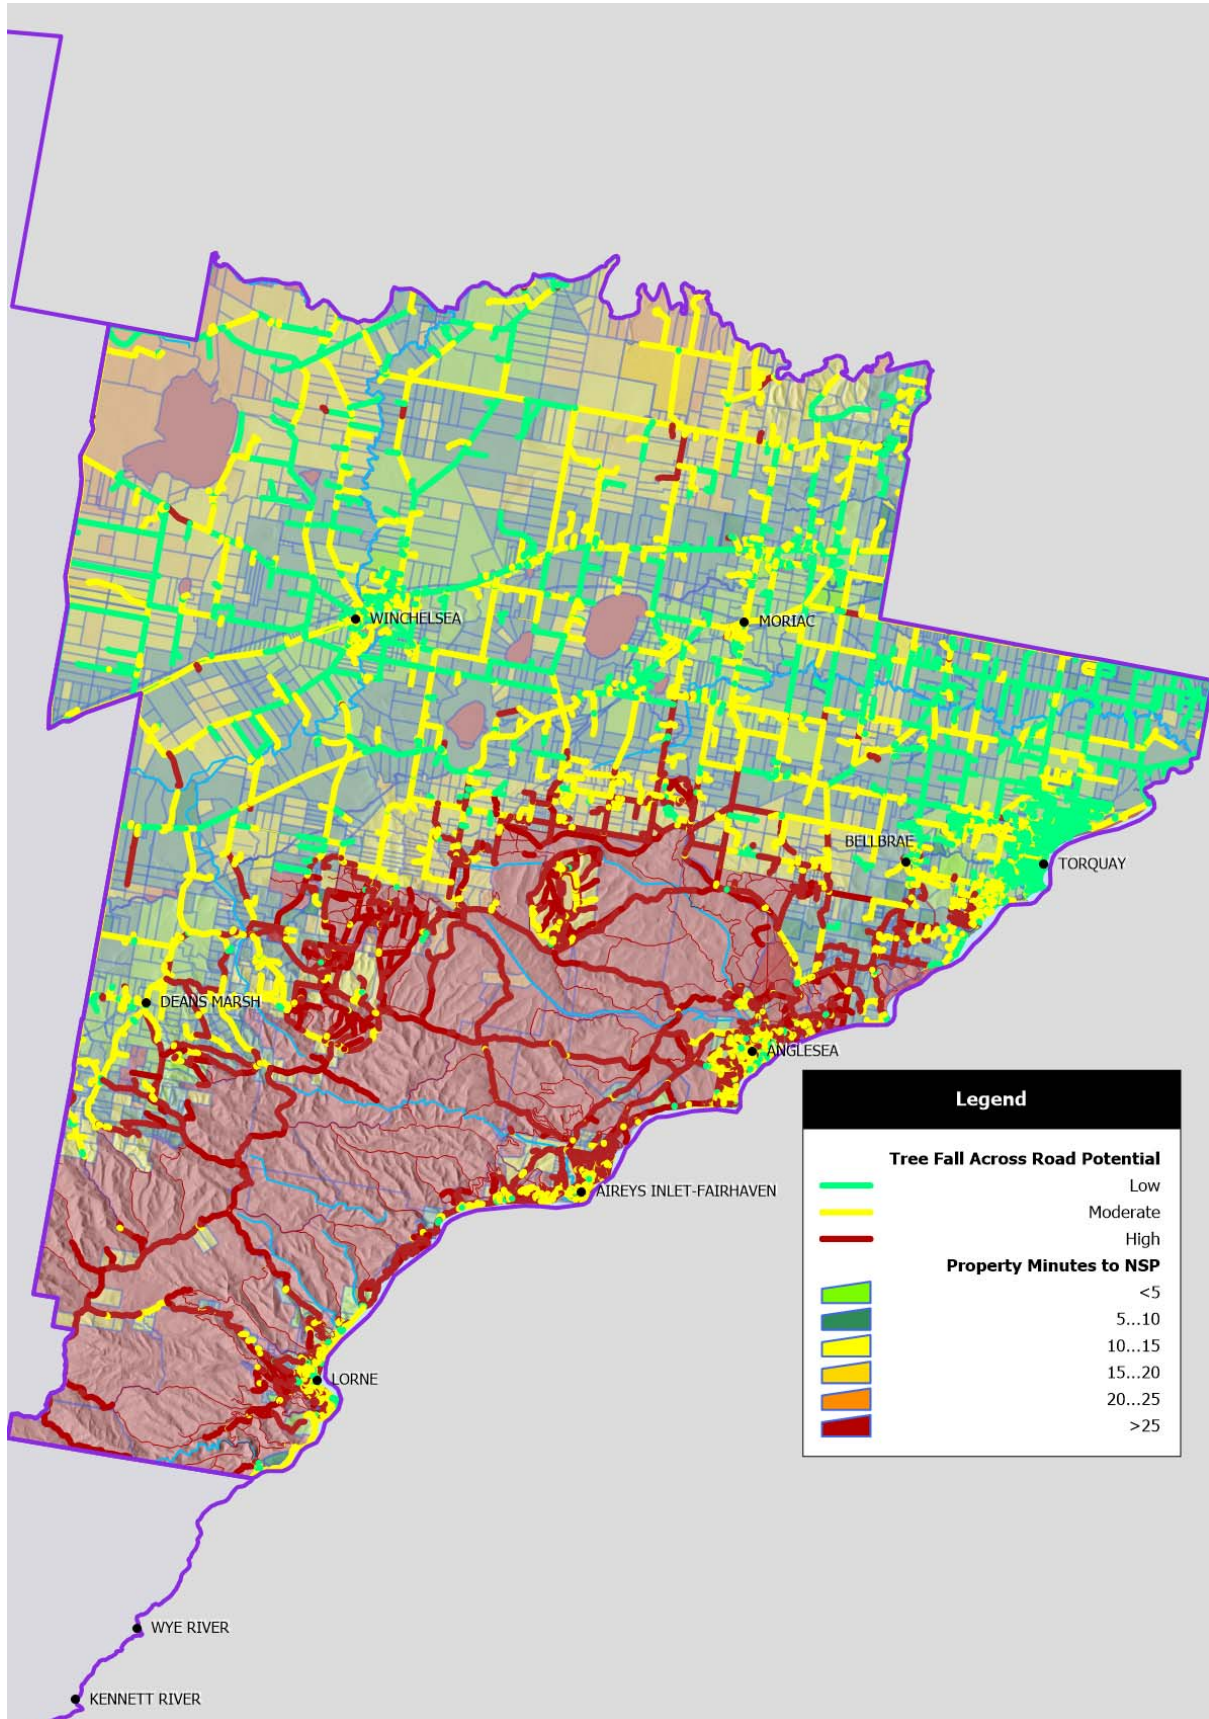 WINCHELSEA
MORIAC
BELLBRAE
TORQUAY
DEANS MARSH
ANGLESEA
AIREYS INLET-FAIRHAVEN
LORNE
WYE RIVER
KENNETT RIVER
Legend
Tree Fall Across Road Potential
Low
Moderate
High
Property Minutes to NSP
<5
5...10
10...15
15...20
20...25
>25